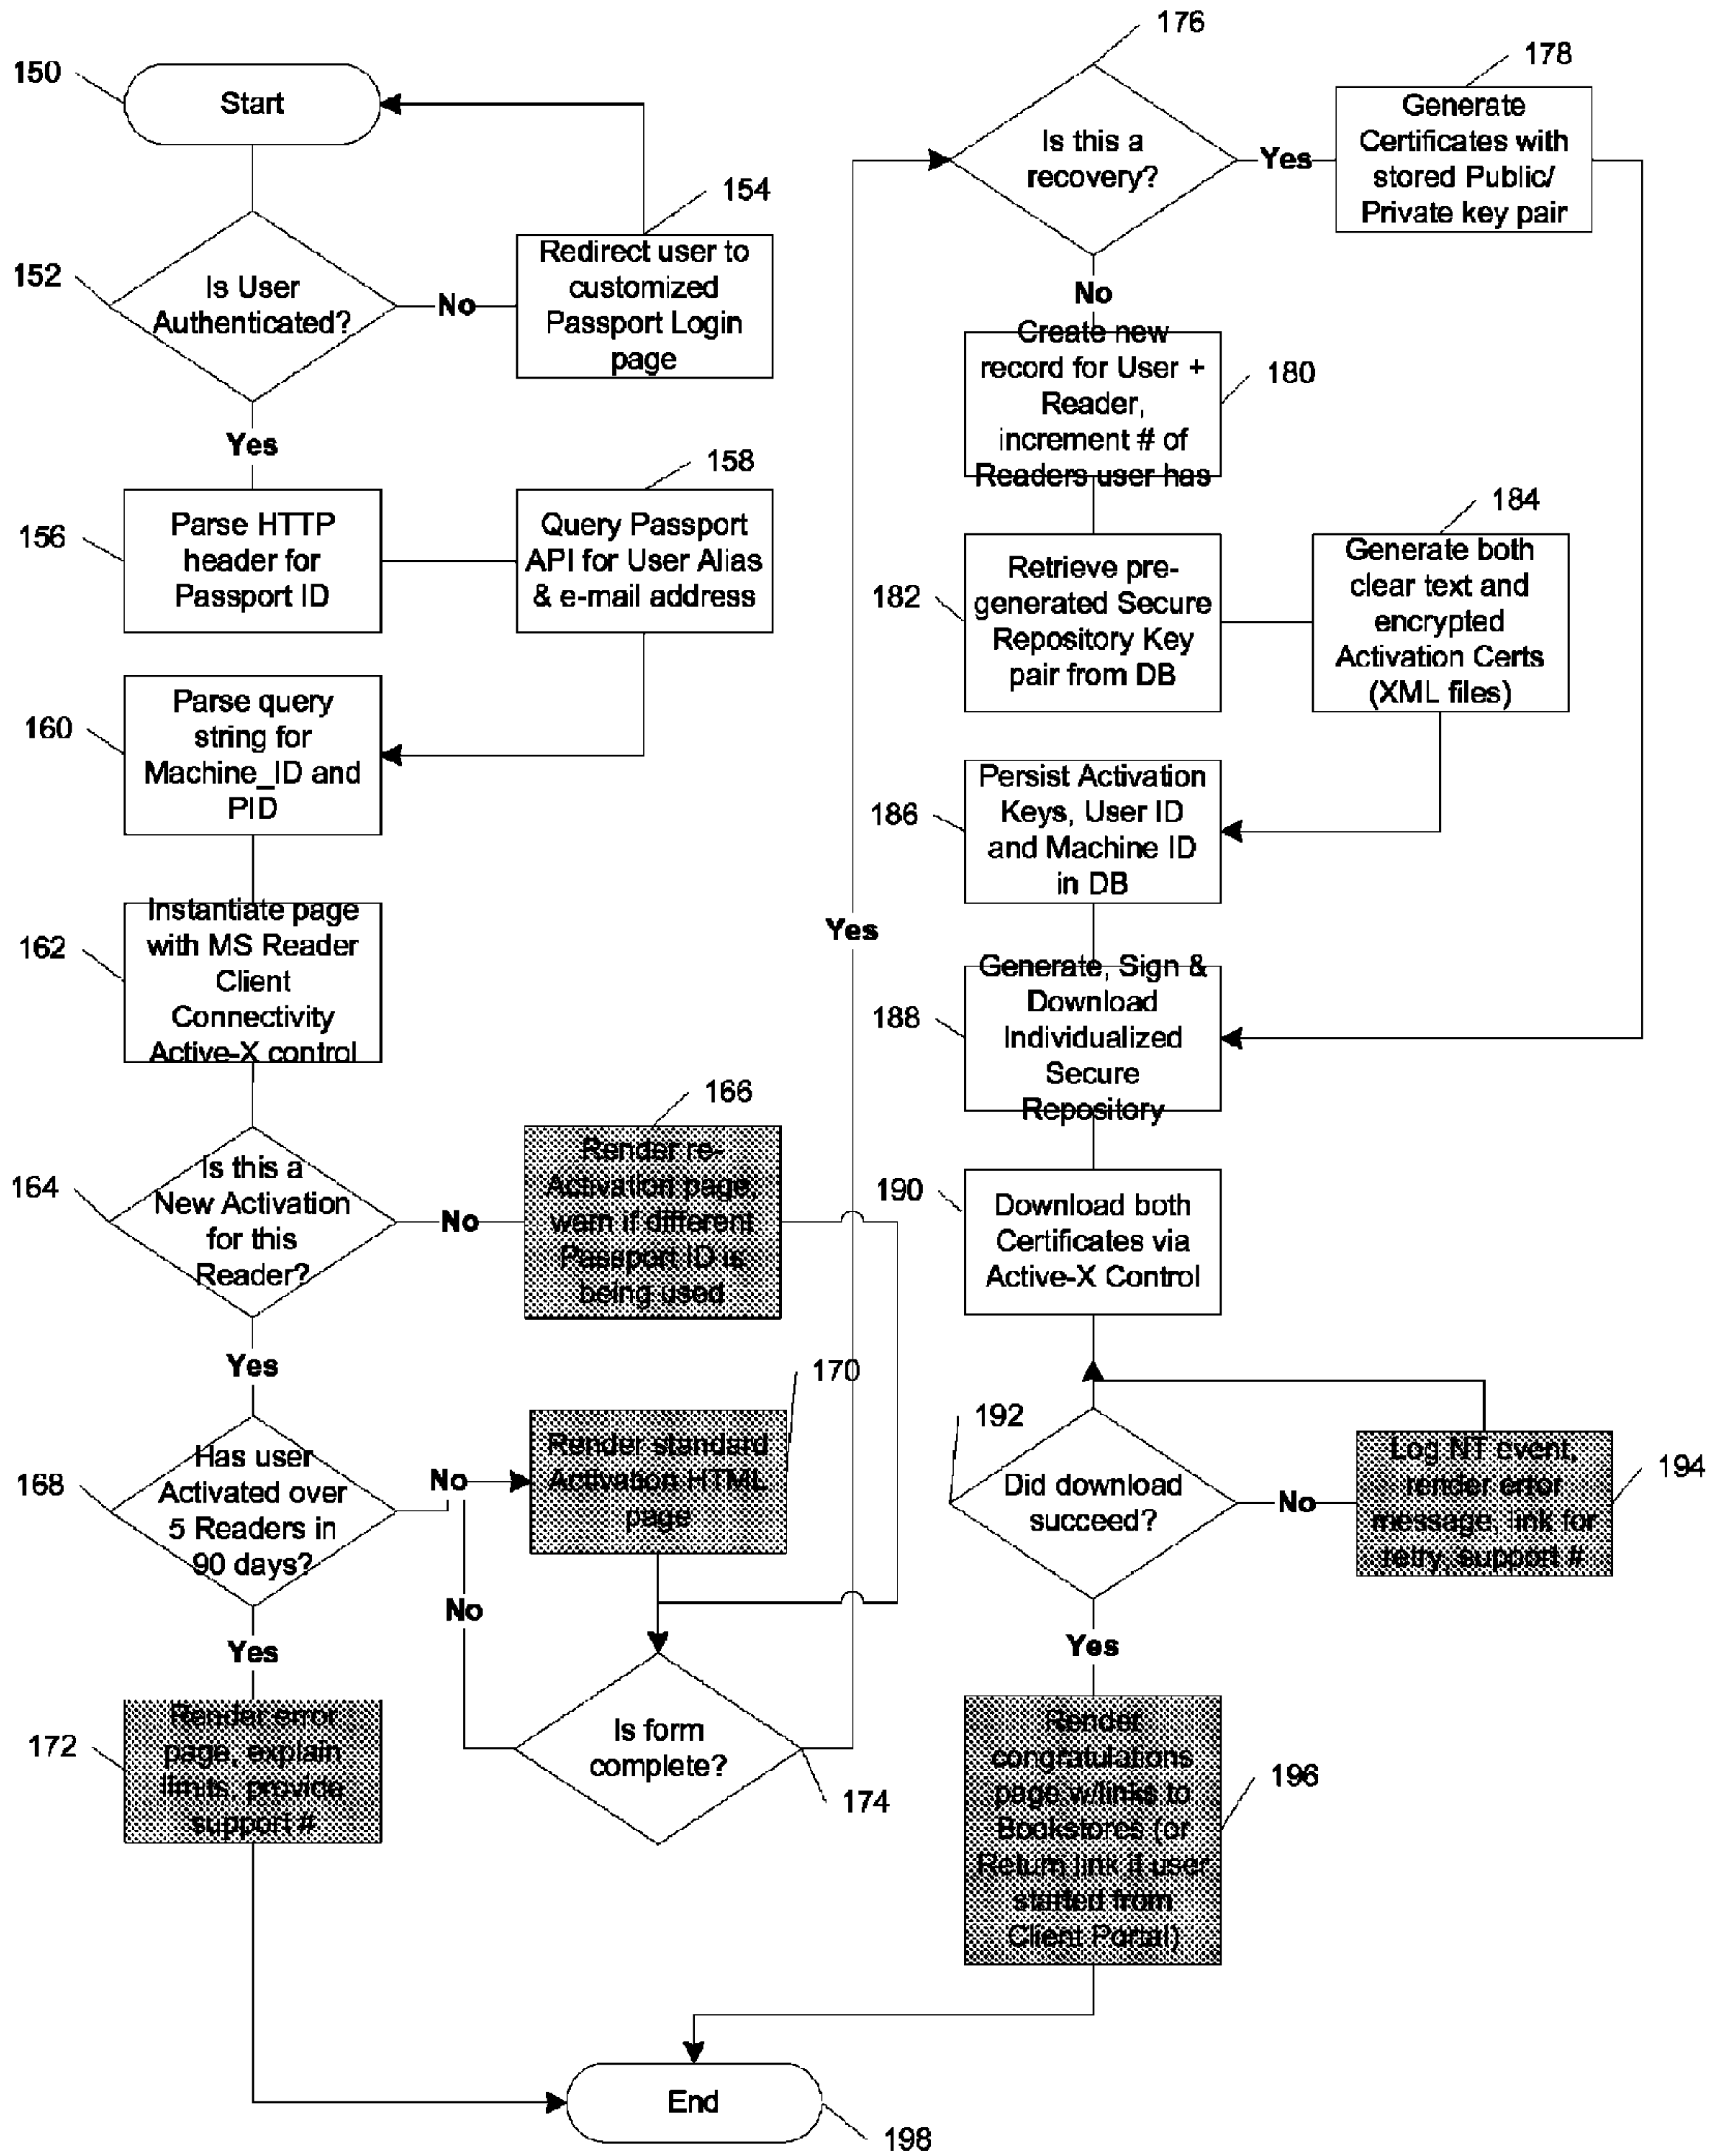 150
Start
154
Redirect user to
customized
Passport Login
page
152
Is User
Authenticated?
No
Yes
158
156
Parse HTTP
header for
Passport ID
Query Passport
API for User Alias
& e-mail address
160
Parse query
string for
Machine_ID and
PID
162
Instantiate page
with MS Reader
Client
Connectivity
Active-X control
166
164
Is this a
New Activation
for this
Reader?
No
Render re-
Activation page,
warn if different
Passport ID is
being used
Yes
170
168
Has user
Activated over
5 Readers in
90 days?
No
Render standard
Activation HTML
page
No
Yes
172
Render error
page, explain
limits, provide
support #
Is form
complete?
174
Yes
176
Is this a
recovery?
Yes
178
Generate
Certificates with
stored Public/
Private key pair
No
Create new
record for User +
Reader,
increment # of
Readers user has
180
184
182
Retrieve pre-
generated Secure
Repository Key
pair from DB
Generate both
clear text and
encrypted
Activation Certs
(XML files)
186
Persist Activation
Keys, User ID
and Machine ID
in DB
188
Generate, Sign &
Download
Individualized
Secure
Repository
190
Download both
Certificates via
Active-X Control
192
Did download
succeed?
No
Log NT event,
render error
message, link for
retry, support #
194
Yes
Render
congratulations
page w/links to
Bookstores (or
Return link if user
started from
Client Portal)
196
End
198